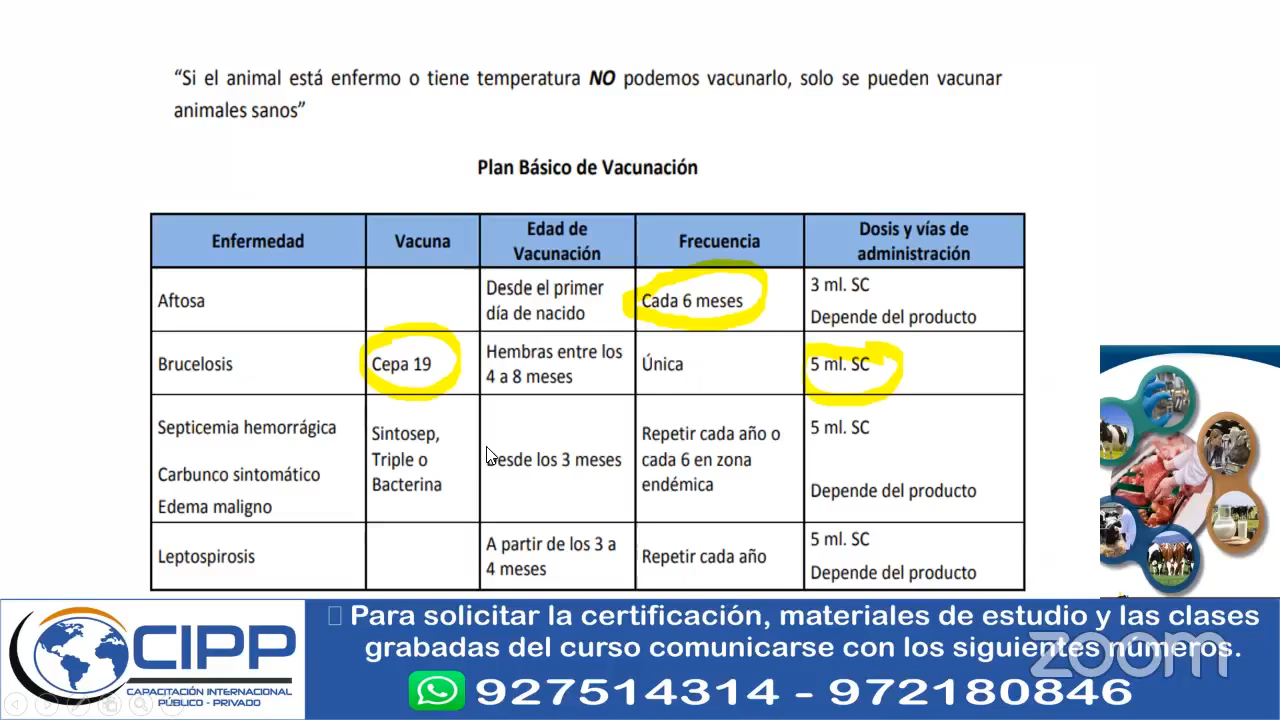 “Si el animal está enfermo o tiene temperatura NO podemos vacunarlo, solo se pueden vacunar
animales sanos”
Plan Básico de Vacunación
Enfermedad
Vacuna
Edad de
Vacunación
Frecuencia
Dosis y vías de
administración
Aftosa
Desde el primer
día de nacido
Cada 6 meses
3 ml. SC
Depende del producto
Brucelosis
Cepa 19
Hembras entre los
4 a 8 meses
Única
5 ml. SC
Septicemia hemorrágica
Carbunco sintomático
Edema maligno
Sintosep,
Triple o
Bacterina
Desde los 3 meses
Repetir cada año o
cada 6 en zona
endémica
5 ml. SC
Depende del producto
Leptospirosis
A partir de los 3 a
4 meses
Repetir cada año
5 ml. SC
Depende del producto
CIPP
CAPACITACIÓN INTERNACIONAL
PÚBLICO - PRIVADO
Para solicitar la certificación, materiales de estudio y las clases
grabadas del curso comunicarse con los siguientes números.
927514314 - 972180846
zoom